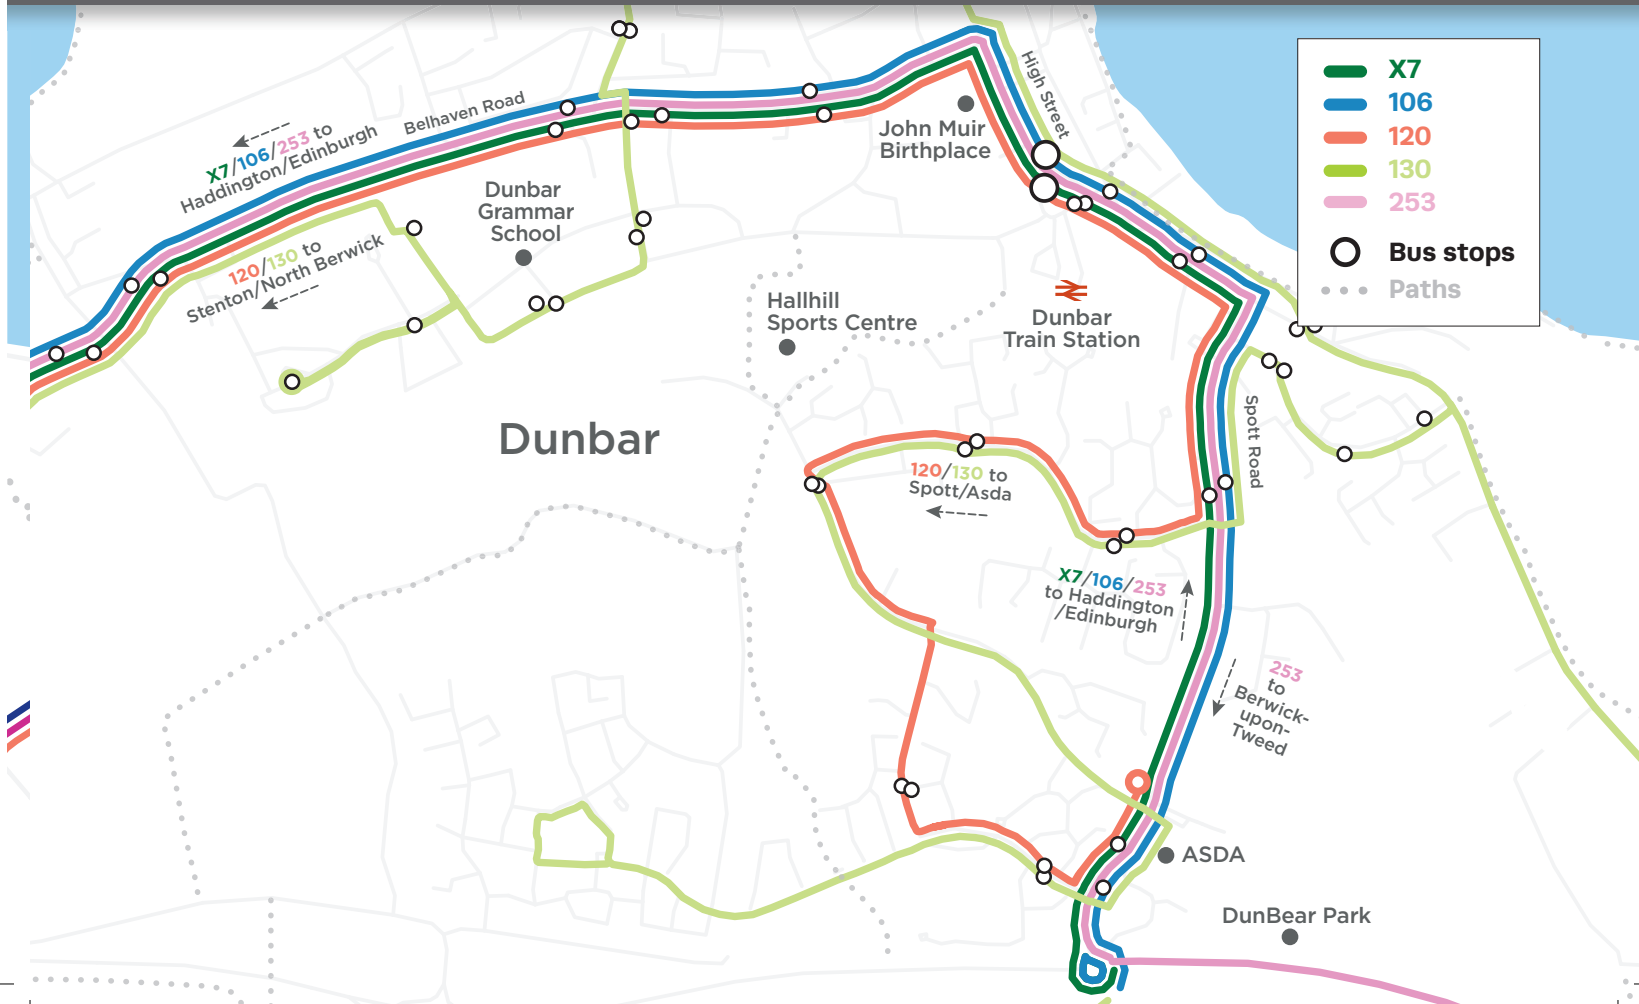 X7
106
120
130
253
Bus stops
Paths
High Street
Belhaven Road
X7/106/253 to
Haddington/Edinburgh
John Muir
Birthplace
Dunbar
Grammar
School
120/130 to
Stenton/North Berwick
Hallhill
Sports Centre
Dunbar
Train Station
Spott Road
Dunbar
120/130 to
Spott/Asda
X7/106/253
to Haddington
/Edinburgh
253
to
Berwick-
upon-
Tweed
ASDA
DunBear Park